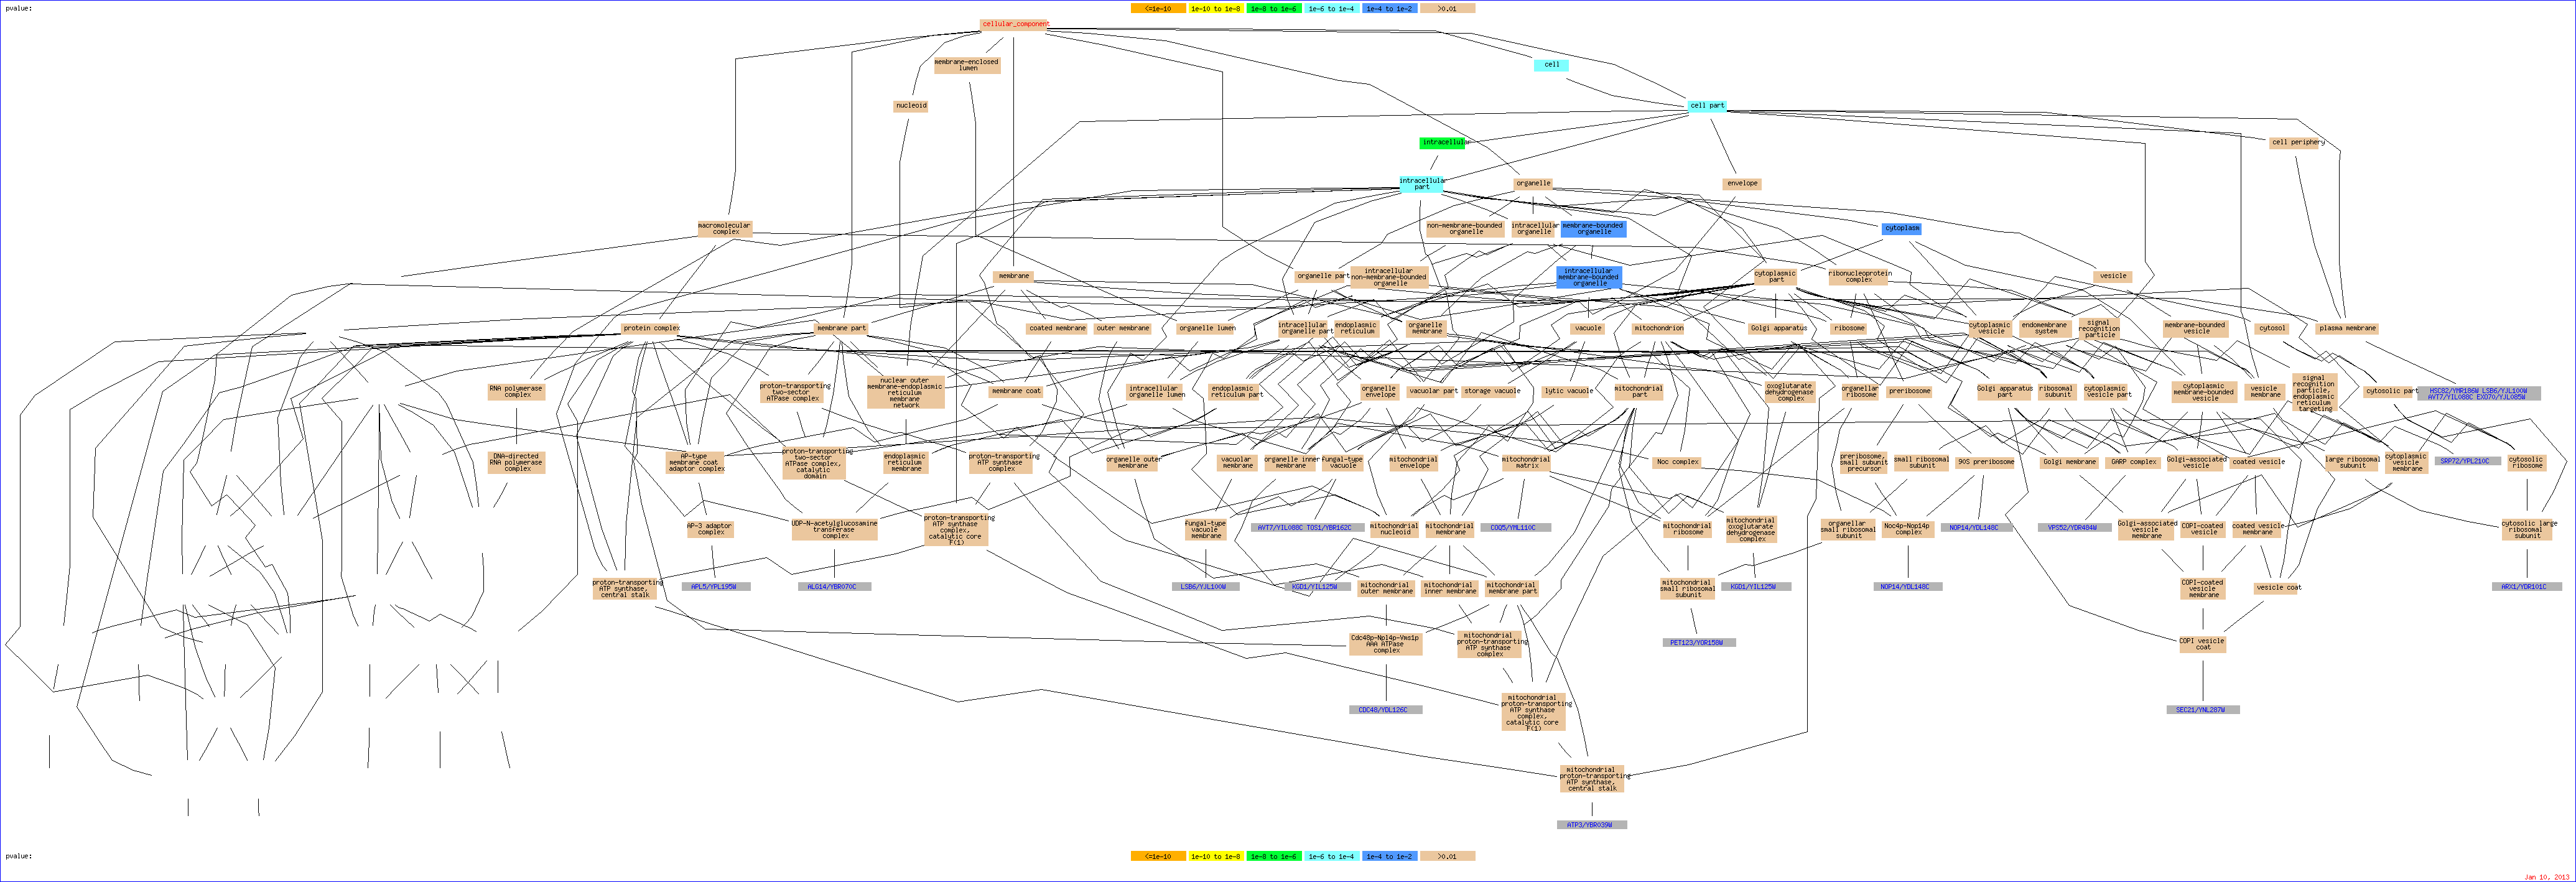 pvalue:
<=1e-10
1e-10 to 1e-8
1e-8 to 1e-6
1e-6 to 1e-4
1e-4 to 1e-2
>0.01
cellular_component
membrane-enclosed
lumen
cell
nucleoid
cell part
intracellular
cell periphery
intracellular
part
organelle
envelope
macromolecular
complex
non-membrane-bounded
organelle
intracellular
organelle
membrane-bounded
organelle
cytoplasm
membrane
organelle part
intracellular
non-membrane-bounded
organelle
intracellular
membrane-bounded
organelle
cytoplasmic
part
ribonucleoprotein
complex
vesicle
protein complex
membrane part
coated membrane
outer membrane
organelle lumen
intracellular
organelle part
endoplasmic
reticulum
organelle
membrane
vacuole
mitochondrion
Golgi apparatus
ribosome
cytoplasmic
vesicle
endomembrane
system
signal
recognition
particle
membrane-bounded
vesicle
cytosol
plasma membrane
RNA polymerase
complex
proton-transporting
two-sector
ATPase complex
nuclear outer
membrane-endoplasmic
reticulum
membrane
network
membrane coat
intracellular
organelle lumen
endoplasmic
reticulum part
organelle
envelope
vacuolar part
storage vacuole
lytic vacuole
mitochondrial
part
oxoglutarate
dehydrogenase
complex
organellar
ribosome
preribosome
Golgi apparatus
part
ribosomal
subunit
cytoplasmic
vesicle part
cytoplasmic
membrane-bounded
vesicle
vesicle
membrane
signal
recognition
particle,
endoplasmic
reticulum
targeting
cytosolic part
HSC82/YMR186W LSB6/YJL100W
AVT7/YIL088C EXO70/YJL085W
DNA-directed
RNA polymerase
complex
AP-type
membrane coat
adaptor complex
proton-transporting
two-sector
ATPase complex,
catalytic
domain
endoplasmic
reticulum
membrane
proton-transporting
ATP synthase
complex
organelle outer
membrane
vacuolar
membrane
organelle inner
membrane
fungal-type
vacuole
mitochondrial
envelope
mitochondrial
matrix
Noc complex
preribosome,
small subunit
precursor
small ribosomal
subunit
90S preribosome
Golgi membrane
GARP complex
Golgi-associated
vesicle
coated vesicle
large ribosomal
subunit
cytoplasmic
vesicle
membrane
SRP72/YPL210C
cytosolic
ribosome
AP-3 adaptor
complex
UDP-N-acetylglucosamine
transferase
complex
proton-transporting
ATP synthase
complex,
catalytic core
F(1)
fungal-type
vacuole
membrane
AVT7/YIL088C TOS1/YBR162C
mitochondrial
nucleoid
mitochondrial
membrane
COQ5/YML110C
mitochondrial
ribosome
mitochondrial
oxoglutarate
dehydrogenase
complex
organellar
small ribosomal
subunit
Noc4p-Nop14p
complex
NOP14/YDL148C
VPS52/YDR484W
Golgi-associated
vesicle
membrane
COPI-coated
vesicle
coated vesicle
membrane
cytosolic large
ribosomal
subunit
proton-transporting
ATP synthase,
central stalk
APL5/YPL195W
ALG14/YBR070C
LSB6/YJL100W
KGD1/YIL125W
mitochondrial
outer membrane
mitochondrial
inner membrane
mitochondrial
membrane part
mitochondrial
small ribosomal
subunit
KGD1/YIL125W
NOP14/YDL148C
COPI-coated
vesicle
membrane
vesicle coat
ARX1/YDR101C
Cdc48p-Npl4p-Vms1p
AAA ATPase
complex
mitochondrial
proton-transporting
ATP synthase
complex
PET123/YOR158W
COPI vesicle
coat
CDC48/YDL126C
mitochondrial
proton-transporting
ATP synthase
complex,
catalytic core
F(1)
SEC21/YNL287W
mitochondrial
proton-transporting
ATP synthase,
central stalk
ATP3/YBR039W
pvalue:
<=1e-10
1e-10 to 1e-8
1e-8 to 1e-6
1e-6 to 1e-4
1e-4 to 1e-2
>0.01
Jan 10, 2013